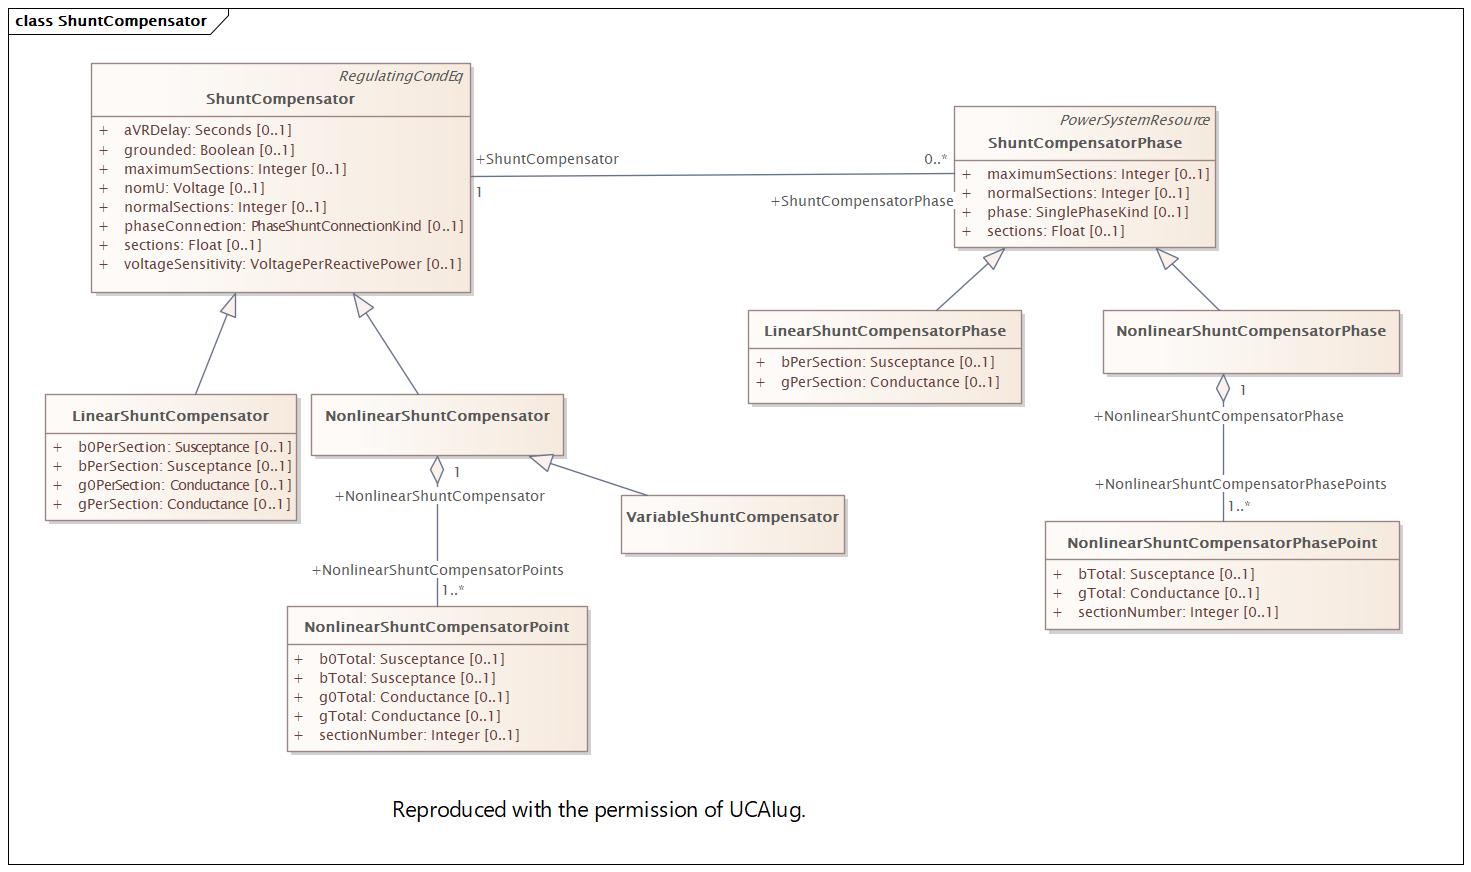 class ShuntCompensator
RegulatingCondEq
ShuntCompensator
+ aVRDelay: Seconds [0..1]
+ grounded: Boolean [0..1]
+ maximumSections: Integer [0..1]
+ nomU: Voltage [0..1]
+ normalSections: Integer [0..1]
+ phaseConnection: PhaseShuntConnectionKind [0..1]
+ sections: Float [0..1]
+ voltageSensitivity: VoltagePerReactivePower [0..1]
+ShuntCompensator
1
0..*
+ShuntCompensatorPhase
PowerSystemResource
ShuntCompensatorPhase
+ maximumSections: Integer [0..1]
+ normalSections: Integer [0..1]
+ phase: SinglePhaseKind [0..1]
+ sections: Float [0..1]
LinearShuntCompensatorPhase
+ bPerSection: Susceptance [0..1]
+ gPerSection: Conductance [0..1]
NonlinearShuntCompensatorPhase
1
+NonlinearShuntCompensatorPhase
+NonlinearShuntCompensatorPhasePoints
1..*
NonlinearShuntCompensatorPhasePoint
+ bTotal: Susceptance [0..1]
+ gTotal: Conductance [0..1]
+ sectionNumber: Integer [0..1]
LinearShuntCompensator
+ b0PerSection: Susceptance [0..1]
+ bPerSection: Susceptance [0..1]
+ g0PerSection: Conductance [0..1]
+ gPerSection: Conductance [0..1]
NonlinearShuntCompensator
1
+NonlinearShuntCompensator
VariableShuntCompensator
+NonlinearShuntCompensatorPoints
1..*
NonlinearShuntCompensatorPoint
+ b0Total: Susceptance [0..1]
+ bTotal: Susceptance [0..1]
+ g0Total: Conductance [0..1]
+ gTotal: Conductance [0..1]
+ sectionNumber: Integer [0..1]
Reproduced with the permission of UCAIug.